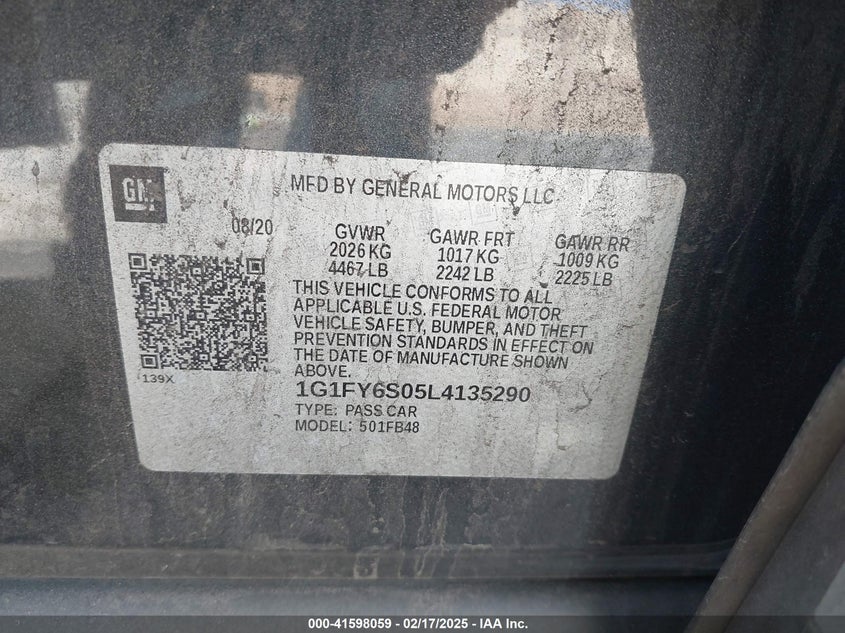 GM
MFD BY GENERAL MOTORS LLC
08/20
GVWR
2026 KG
4467 LB
GAWR FRT
1017 KG
2242 LB
GAWR RR
1009 KG
2225 LB
THIS VEHICLE CONFORMS TO ALL
APPLICABLE U.S. FEDERAL MOTOR
VEHICLE SAFETY, BUMPER, AND THEFT
PREVENTION STANDARDS IN EFFECT ON
THE DATE OF MANUFACTURE SHOWN
ABOVE.
139X
1G1FY6S05L4135290
TYPE: PASS CAR
MODEL: 501FB48
000-41598059 - 02/17/2025 - IAA Inc.